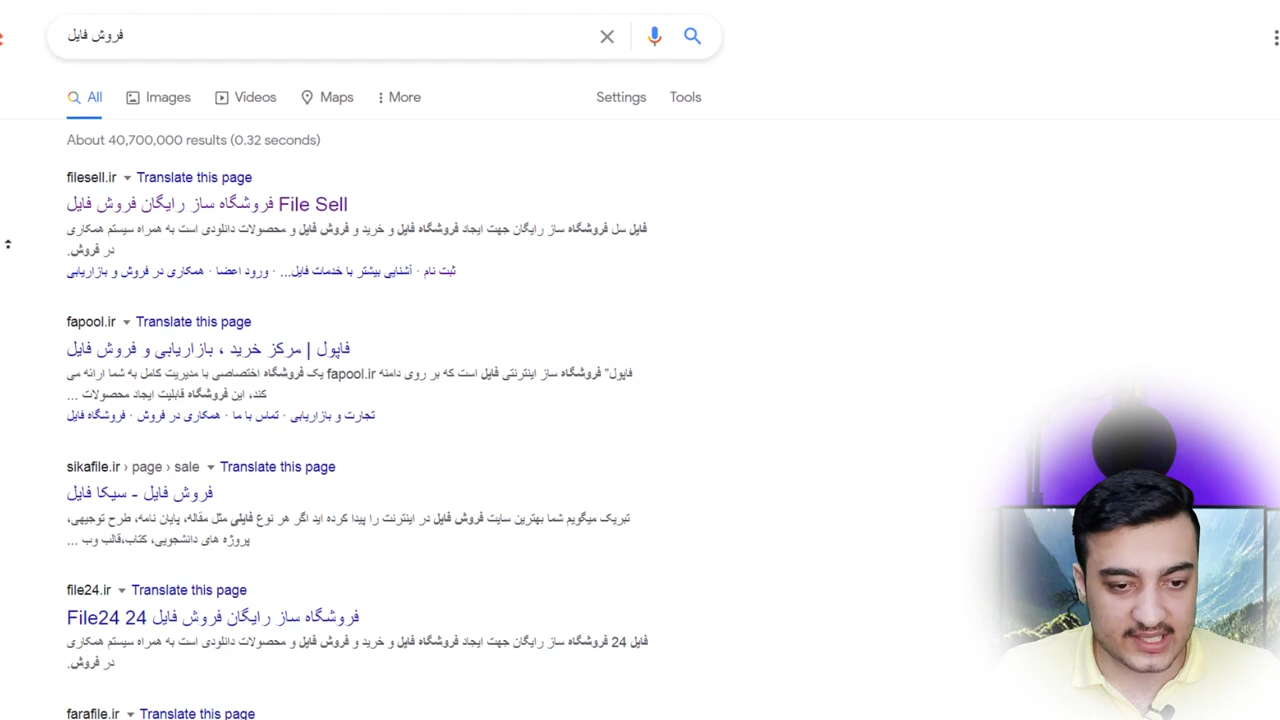 فروش فایل
All Images Videos Maps More Settings Tools
About 40,700,000 results (0.32 seconds)
filesell.ir Translate this page
File Sell فروشگاه ساز رایگان فروش فایل
فایل سل فروشگاه ساز رایگان جهت ایجاد فروشگاه فایل و خرید و فروش فایل و محصولات دانلودی است به همراه سیستم همکاری
در فروش.
ثبت نام · آشنایی بیشتر با خدمات فایل... · ورود اعضا · همکاری در فروش و بازاریابی
fapool.ir Translate this page
فاپول | مرکز خرید ، بازاریابی و فروش فایل
فاپول" فروشگاه ساز اینترنتی فایل است که بر روی دامنه fapool.ir یک فروشگاه اختصاصی با مدیریت کامل به شما ارائه می
کند، این فروشگاه قابلیت ایجاد محصولات ...
تجارت و بازاریابی · تماس با ما · همکاری در فروش · فروشگاه فایل
sikafile.ir › page › sale Translate this page
فروش فایل - سیکا فایل
تبریک میگویم شما بهترین سایت فروش فایل در اینترنت را پیدا کرده اید اگر هر نوع فایلی مثل مقاله، پایان نامه، طرح توجیهی،
پروژه های دانشجویی، کتاب،قالب وب ...
file24.ir Translate this page
File24 24 فروشگاه ساز رایگان فروش فایل
فایل 24 فروشگاه ساز رایگان جهت ایجاد فروشگاه فایل و خرید و فروش فایل و محصولات دانلودی است به همراه سیستم همکاری
در فروش.
farafile.ir Translate this page